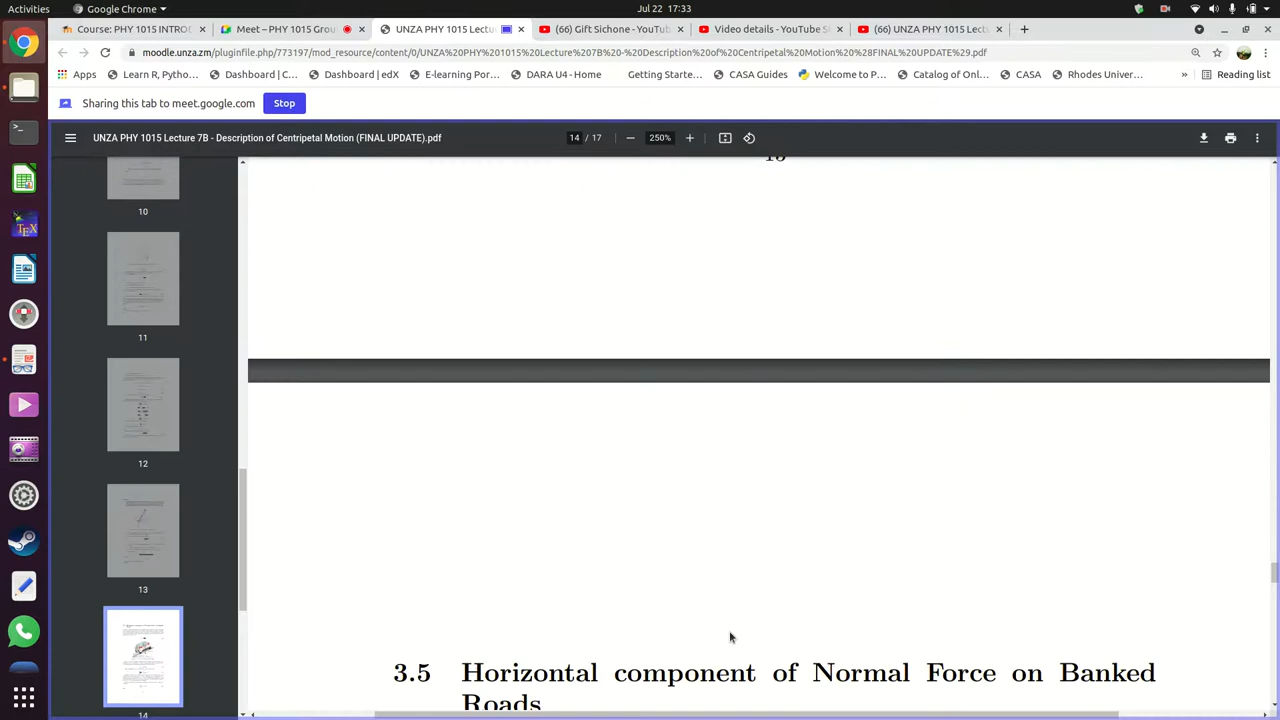 Activities
Google Chrome
Jul 22 • 17:33
Course: PHY 1015 INTROD
Meet – PHY 1015 Grou
UNZA PHY 1015 Lectu
(66) Gift Sichone - YouTu
Video details - YouTube S
(66) UNZA PHY 1015 Lect
moodle.unza.zm/pluginfile.php/773197/mod_resource/content/0/UNZA%20PHY%201015%20Lecture%207B%20-%20Description%20of%20Centripetal%20Motion%20%28FINAL%20UPDATE%29.pdf
Apps
Learn R, Python...
Dashboard | C...
Dashboard | edX
E-learning Por...
DARA U4 - Home
Getting Starte...
CASA Guides
Welcome to P...
Catalog of Onl...
CASA
Rhodes Univer...
»
Reading list
Sharing this tab to meet.google.com
Stop
UNZA PHY 1015 Lecture 7B - Description of Centripetal Motion (FINAL UPDATE).pdf
14 / 17
250%
10
11
12
13
14
3.5 Horizontal component of Normal Force on Banked
Roads